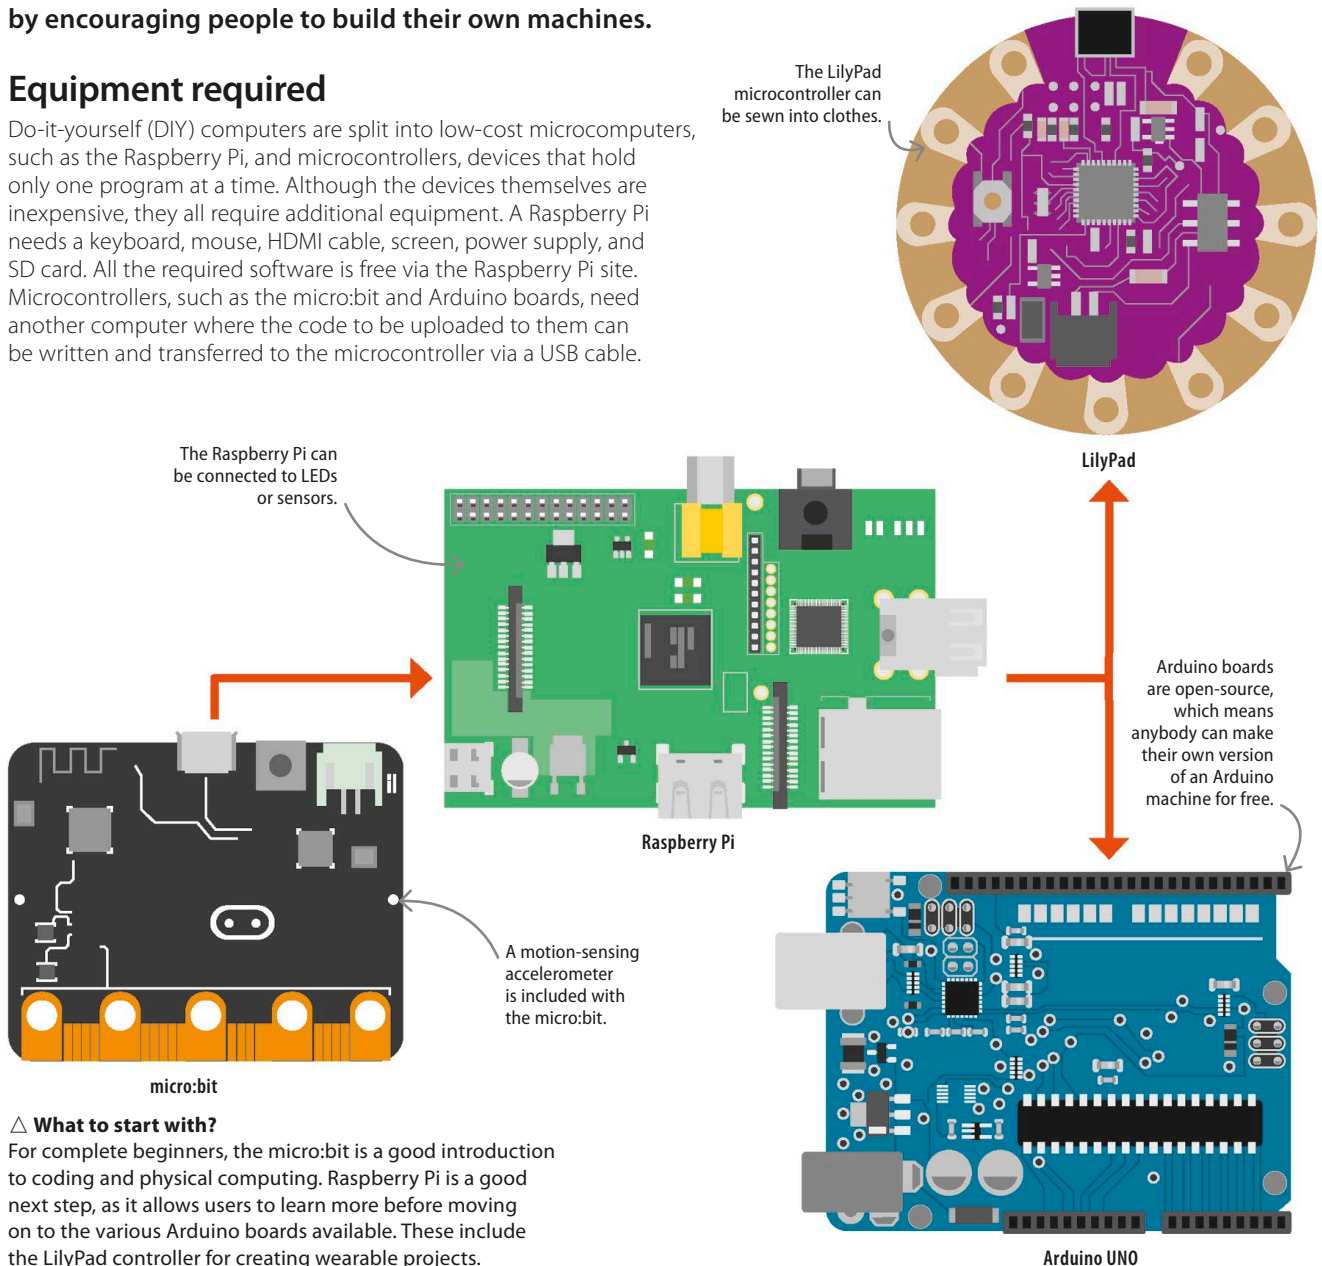 by encouraging people to build their own machines.
Equipment required
Do-it-yourself (DIY) computers are split into low-cost microcomputers,
such as the Raspberry Pi, and microcontrollers, devices that hold
only one program at a time. Although the devices themselves are
inexpensive, they all require additional equipment. A Raspberry Pi
needs a keyboard, mouse, HDMI cable, screen, power supply, and
SD card. All the required software is free via the Raspberry Pi site.
Microcontrollers, such as the micro:bit and Arduino boards, need
another computer where the code to be uploaded to them can
be written and transferred to the microcontroller via a USB cable.
The LilyPad
microcontroller can
be sewn into clothes.
LilyPad
The Raspberry Pi can
be connected to LEDs
or sensors.
Raspberry Pi
Arduino boards
are open-source,
which means
anybody can make
their own version
of an Arduino
machine for free.
A motion-sensing
accelerometer
is included with
the micro:bit.
micro:bit
Arduino UNO
△ What to start with?
For complete beginners, the micro:bit is a good introduction
to coding and physical computing. Raspberry Pi is a good
next step, as it allows users to learn more before moving
on to the various Arduino boards available. These include
the LilyPad controller for creating wearable projects.